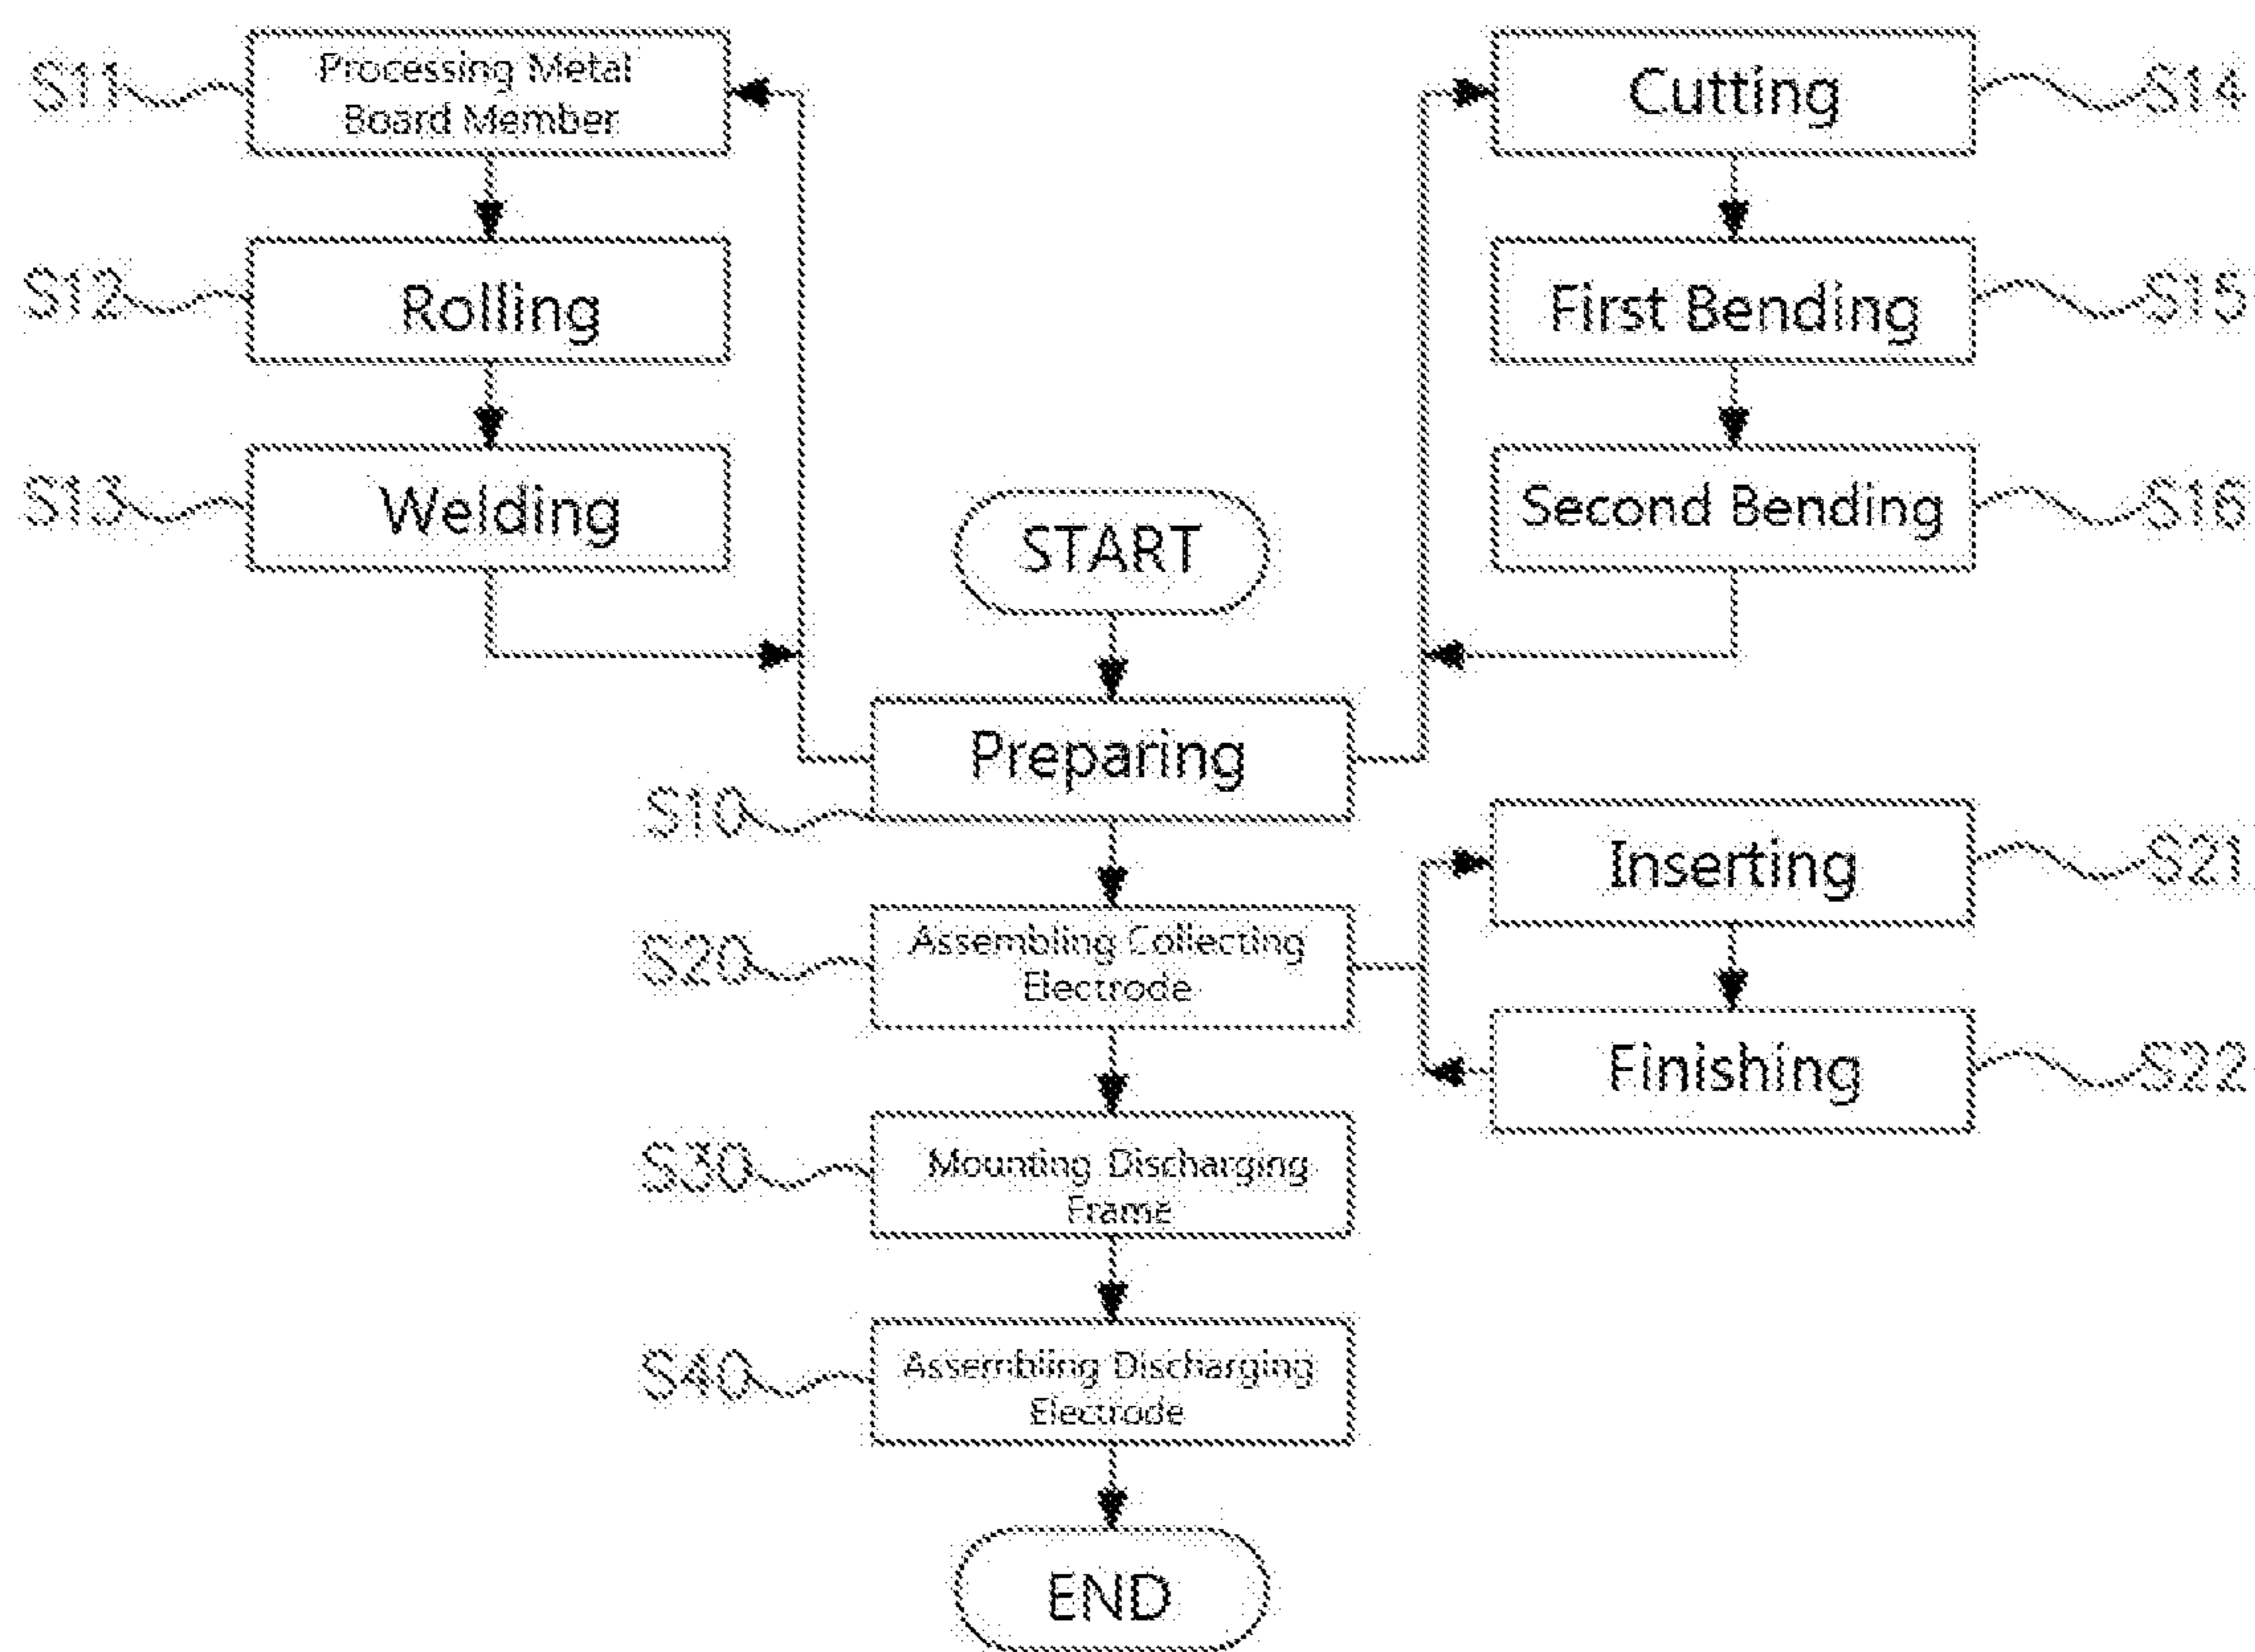 S11
Processing Metal
Board Member
S12
Rolling
S13
Welding
Cutting
S14
First Bending
S15
Second Bending
S16
START
Preparing
S10
Assembling Collecting
Electrode
S20
Inserting
S21
Finishing
S22
Mounting Discharging
Frame
S30
Assembling Discharging
Electrode
S40
END